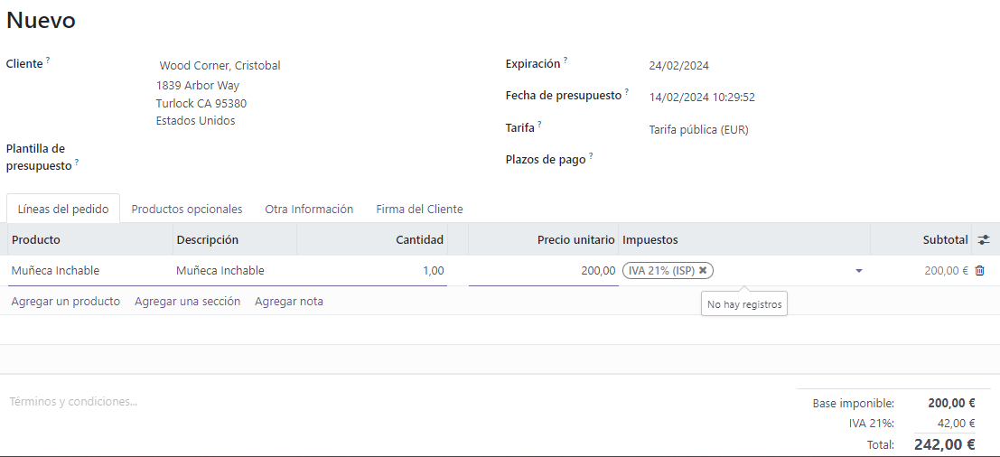 Nuevo
Cliente ?
Wood Corner, Cristobal
1839 Arbor Way
Turlock CA 95380
Estados Unidos
Plantilla de
presupuesto ?
Expiración ? 24/02/2024
Fecha de presupuesto ? 14/02/2024 10:29:52
Tarifa ? Tarifa pública (EUR)
Plazos de pago ?
Líneas del pedido Productos opcionales Otra Información Firma del Cliente
Producto Descripción Cantidad Precio unitario Impuestos Subtotal
Muñeca Inchable Muñeca Inchable 1,00 200,00 IVA 21% (ISP) ✖ 200,00 €
Agregar un producto Agregar una sección Agregar nota
No hay registros
Términos y condiciones...
Base imponible: 200,00 €
IVA 21%: 42,00 €
Total: 242,00 €